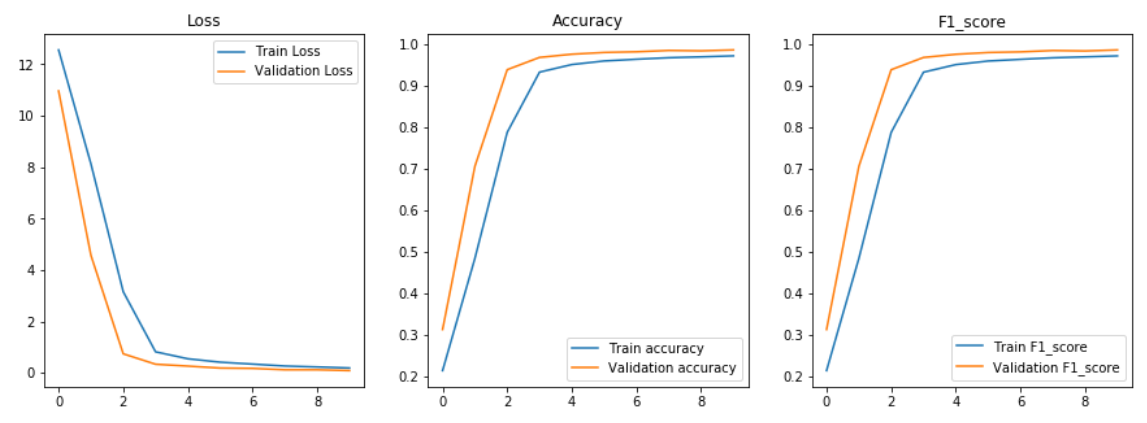 Loss
Train Loss
Validation Loss
12
10
8
6
4
2
0
0 2 4 6 8
Accuracy
1.0
0.9
0.8
0.7
0.6
0.5
0.4
0.3
0.2
Train accuracy
Validation accuracy
0 2 4 6 8
F1_score
1.0
0.9
0.8
0.7
0.6
0.5
0.4
0.3
0.2
Train F1_score
Validation F1_score
0 2 4 6 8